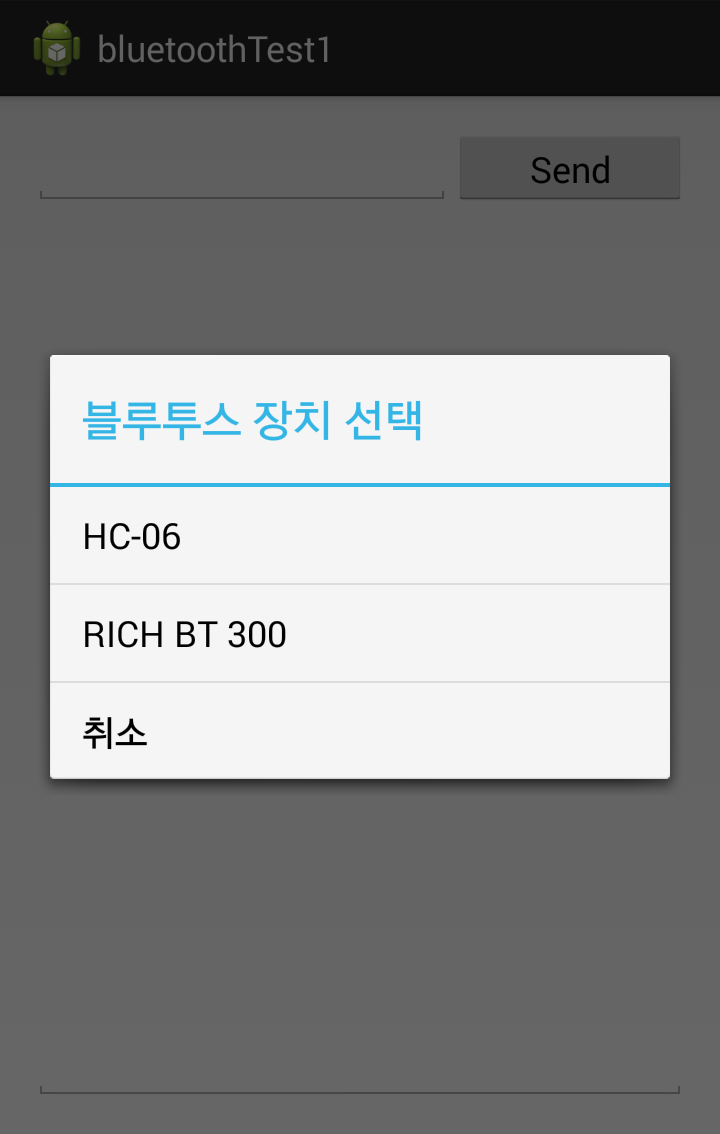 bluetoothTest1
Send
블루투스 장치 선택
HC-06
RICH BT 300
취소